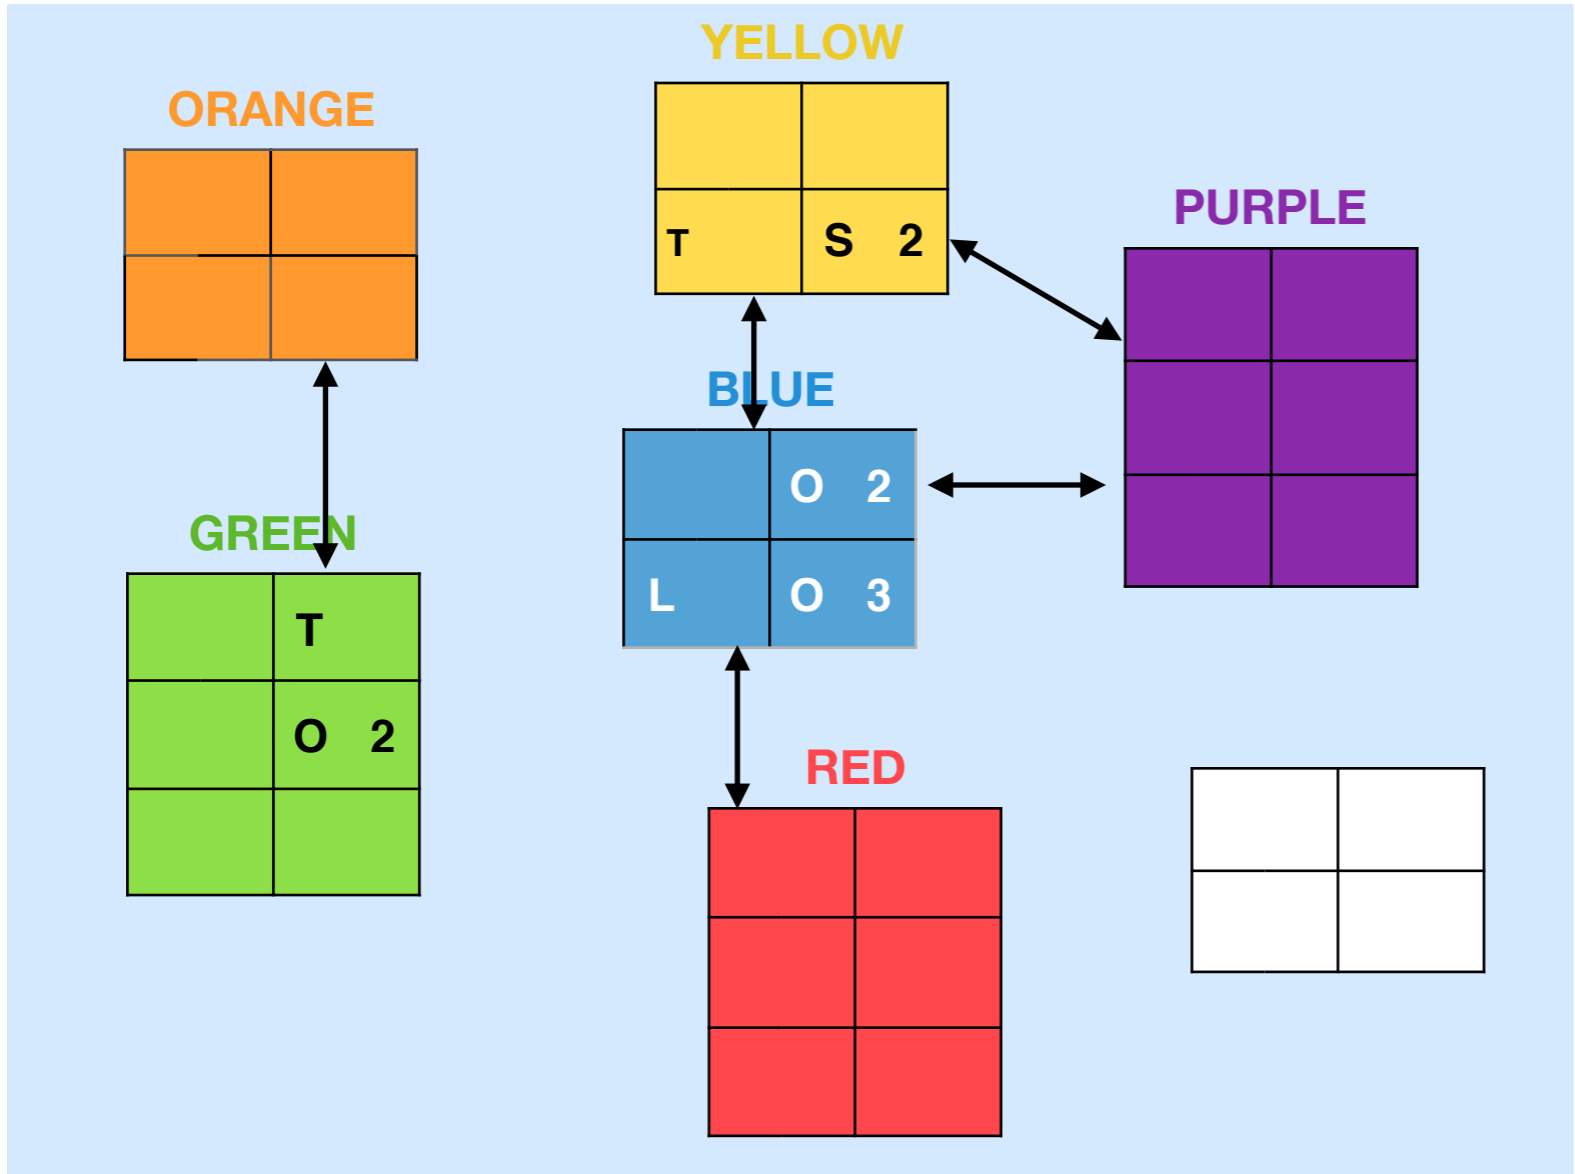 YELLOW
ORANGE
T S 2
PURPLE
BLUE
O 2
L O 3
GREEN
T
O 2
RED